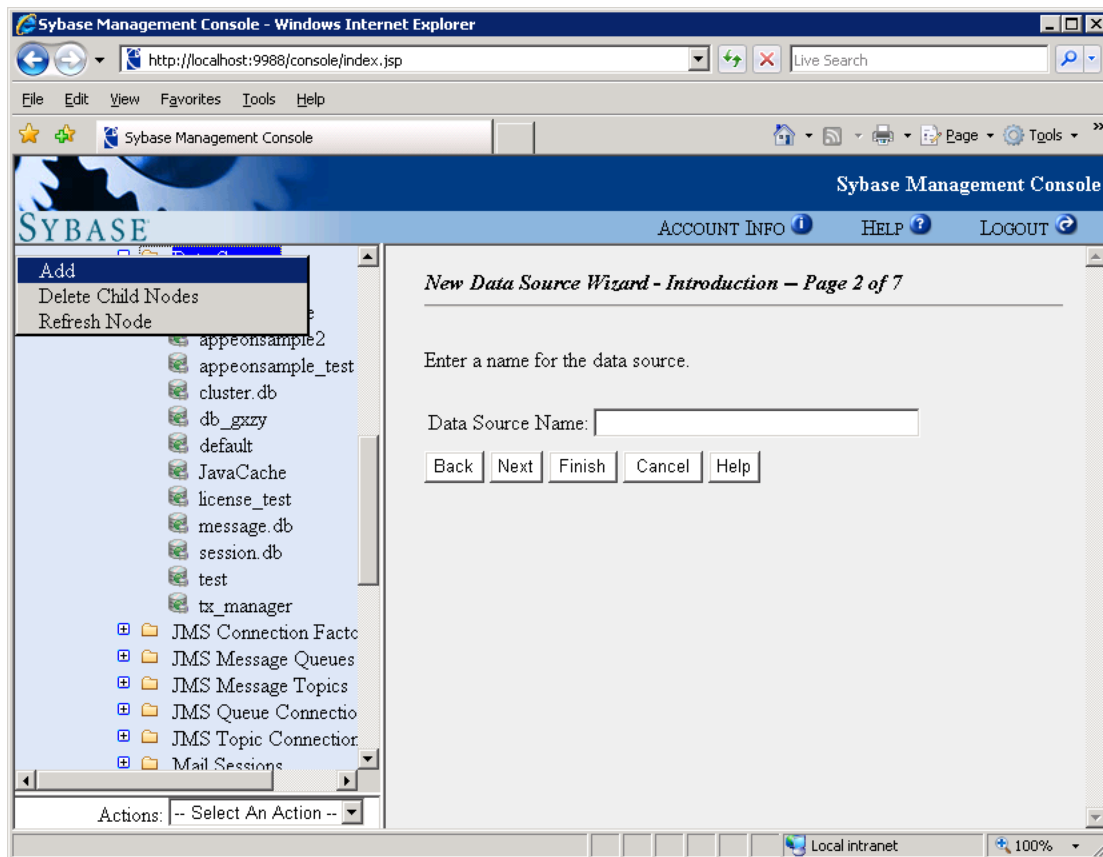 Sybase Management Console - Windows Internet Explorer
http://localhost:9988/console/index.jsp
Live Search
File Edit View Favorites Tools Help
Sybase Management Console
Page Tools »
Sybase Management Console
SYBASE
ACCOUNT INFO HELP LOGOUT
Add
Delete Child Nodes
Refresh Node
appeonsample2
appeonsample_test
cluster.db
db_gxzy
default
JavaCache
license_test
message.db
session.db
test
tx_manager
JMS Connection Facto
JMS Message Queues
JMS Message Topics
JMS Queue Connectio
JMS Topic Connection
Mail Sessions
Actions: -- Select An Action --
New Data Source Wizard - Introduction -- Page 2 of 7
Enter a name for the data source.
Data Source Name:
Back Next Finish Cancel Help
Local intranet
100%